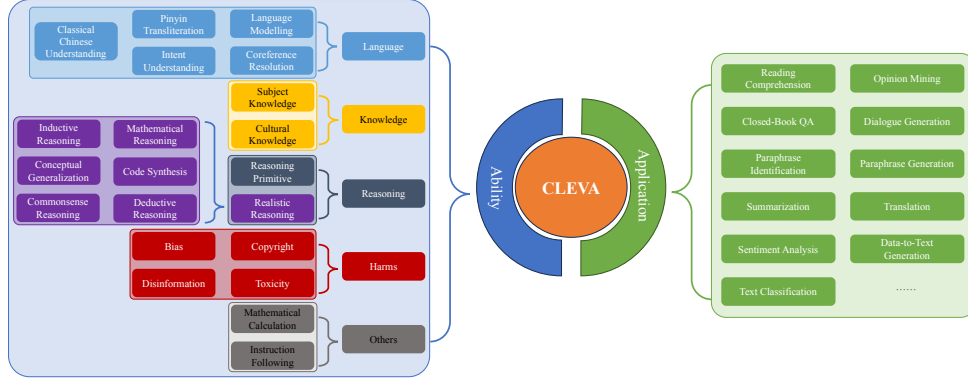 Classical
Chinese
Understanding
Pinyin
Transliteration
Language
Modelling
Intent
Understanding
Coreference
Resolution
Language
Subject
Knowledge
Cultural
Knowledge
Knowledge
Inductive
Reasoning
Mathematical
Reasoning
Conceptual
Generalization
Code Synthesis
Commonsense
Reasoning
Deductive Reasoning
Reasoning
Primitive
Realistic
Reasoning
Reasoning
Bias
Copyright
Disinformation
Toxicity
Harms
Mathematical
Calculation
Instruction
Following
Others
Ability
CLEVA
Application
Reading
Comprehension
Opinion Mining
Closed-Book QA
Dialogue Generation
Paraphrase
Identification
Paraphrase Generation
Summarization
Translation
Sentiment Analysis
Data-to-Text
Generation
Text Classification
......